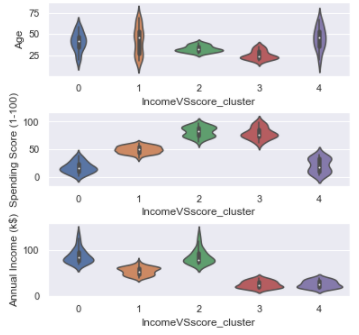 75
50
25
Age
0 1 2 3 4
IncomeVSscore_cluster
100
50
0
Spending Score (1-100)
0 1 2 3 4
IncomeVSscore_cluster
100
0
Annual Income (k$)
0 1 2 3 4
IncomeVSscore_cluster